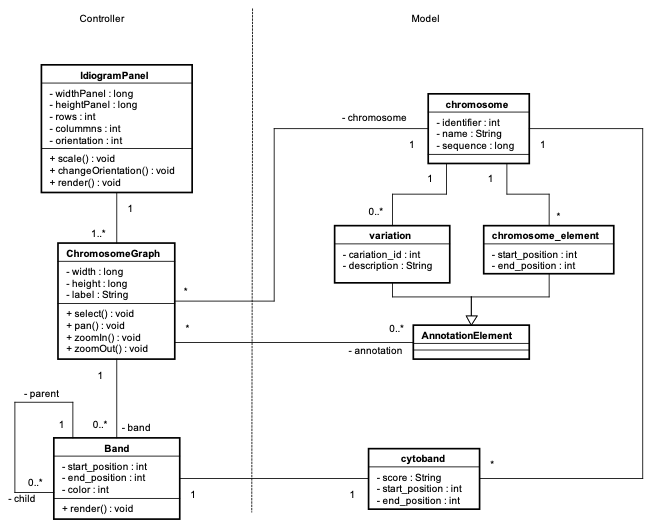 Controller
Model
IdiogramPanel
- widthPanel : long
- heightPanel : long
- rows : int
- colummns : int
- orientation : int
+ scale() : void
+ changeOrientation() : void
+ render() : void
1
1..*
ChromosomeGraph
- width : long
- height : long
- label : String
+ select() : void
+ pan() : void
+ zoomIn() : void
+ zoomOut() : void
*
*
1
0..*
- band
- parent
1
0..*
- child
Band
- start_position : int
- end_position : int
- color : int
+ render() : void
1
- chromosome
1
chromosome
- identifier : int
- name : String
- sequence : long
1
1
1
0..*
*
variation
- cariation_id : int
- description : String
chromosome_element
- start_position : int
- end_position : int
0..*
- annotation
AnnotationElement
cytoband
- score : String
- start_position : int
- end_position : int
1
*